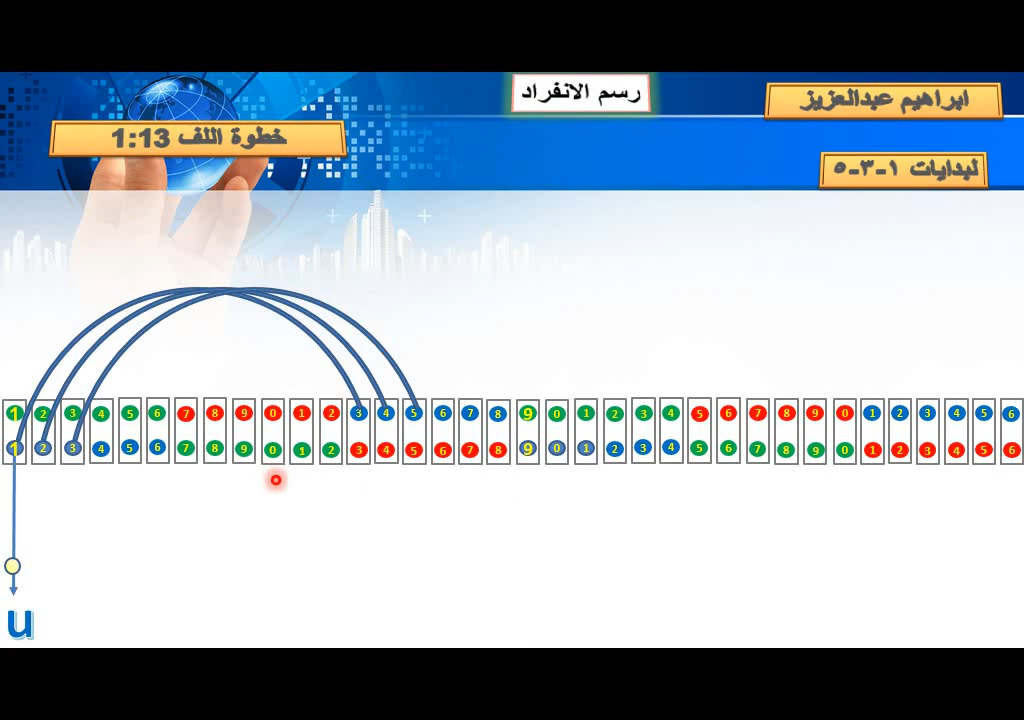 رسم الانفراد
ابراهيم عبدالعزيز
خطوة اللف 1:13
لبدايات ١-٣-٥
1 2 3 4 5 6 7 8 9 0 1 2 3 4 5 6 7 8 9 0 1 2 3 4 5 6 7 8 9 0 1 2 3 4 5 6
1 2 3 4 5 6 7 8 9 0 1 2 3 4 5 6 7 8 9 0 1 2 3 4 5 6 7 8 9 0 1 2 3 4 5 6
u